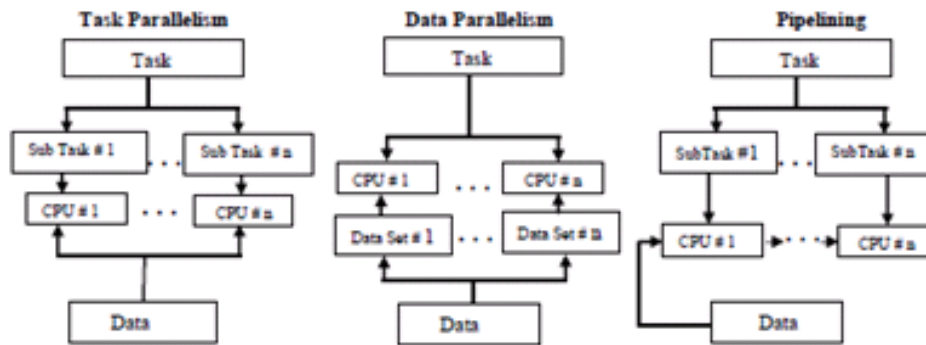 Task Parallelism
Task
Sub Task # 1 . . . Sub Task # n
CPU # 1 . . . CPU # n
Data
Data Parallelism
Task
CPU # 1 . . . CPU # n
Data Set # 1 . . . Data Set # n
Data
Pipelining
Task
SubTask # 1 . . . SubTask # n
CPU # 1 . . . CPU # n
Data